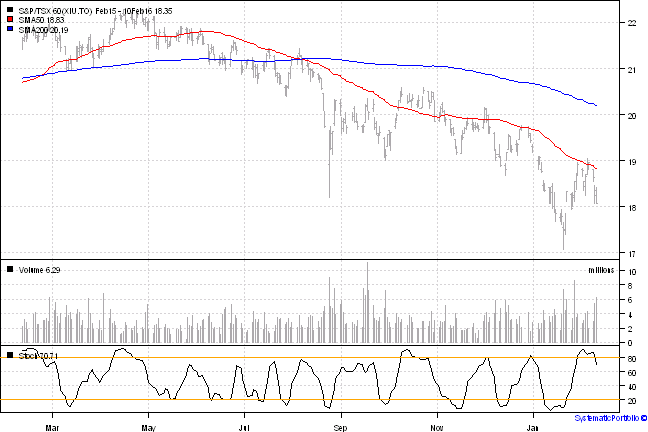 S&P/TSX 60(XIU.TO) Feb15 - 10Feb16 18.35
SMA50 18.83
SMA200 20.19
22
21
20
19
18
17
Volume 6.29
millions
10
8
6
4
2
0
Stoch 70.71
80
60
40
20
Mar May Jul Sep Nov Jan
SystematicPortfolio ©